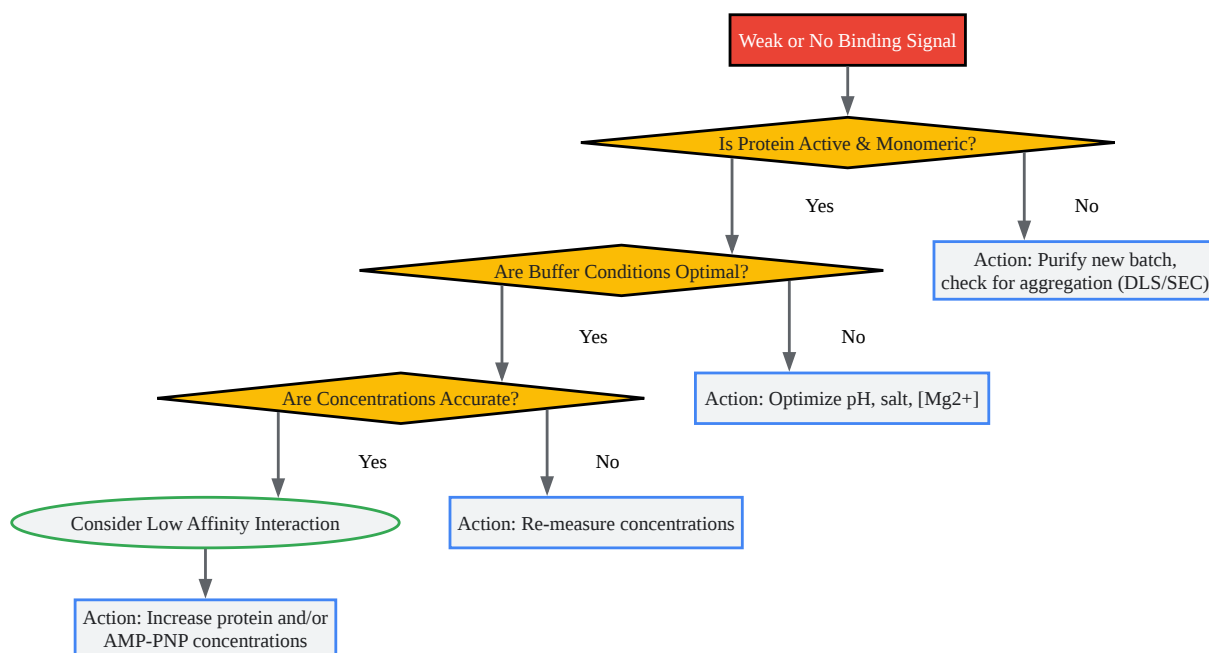 Weak or No Binding Signal
Is Protein Active & Monomeric?
Yes
No
Action: Purify new batch,
check for aggregation (DLS/SEC)
Are Buffer Conditions Optimal?
Yes
No
Action: Optimize pH, salt, [Mg2+]
Are Concentrations Accurate?
Yes
No
Consider Low Affinity Interaction
Action: Re-measure concentrations
Action: Increase protein and/or
AMP-PNP concentrations